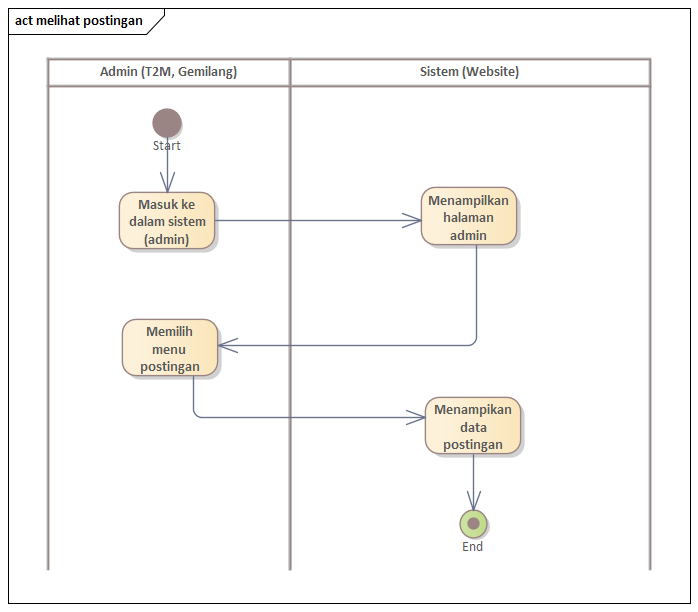 act melihat postingan
Admin (T2M, Gemilang)
Sistem (Website)
Start
Masuk ke
dalam sistem
(admin)
Menampilkan
halaman
admin
Memilih
menu
postingan
Menampikan
data
postingan
End